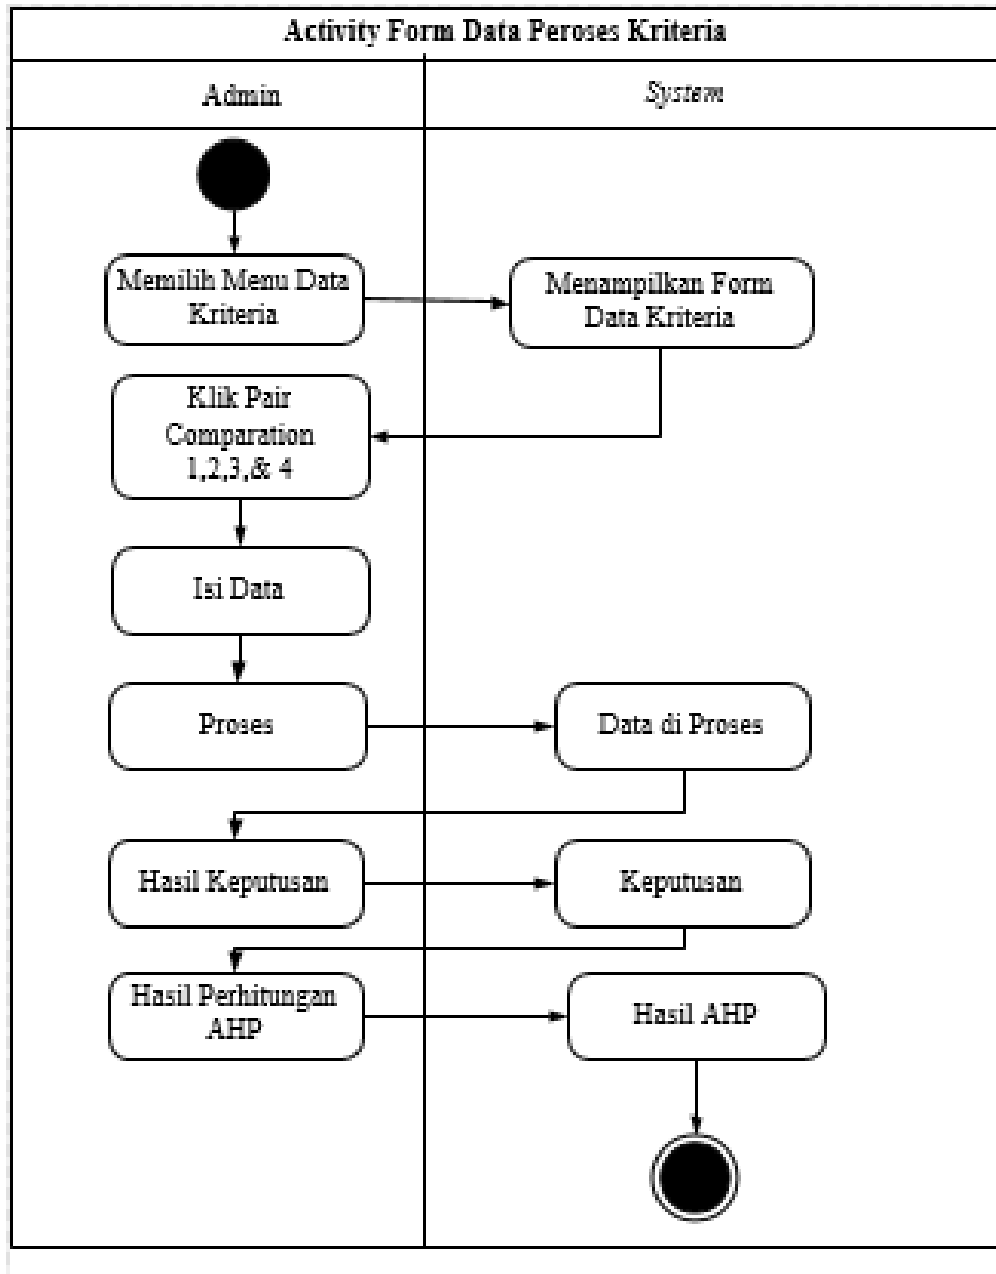 Activity Form Data Peroses Kriteria
Admin
System
Memilih Menu Data
Kriteria
Menampilkan Form
Data Kriteria
Klik Pair
Comparation
1,2,3,& 4
Isi Data
Proses
Data di Proses
Hasil Keputusan
Keputusan
Hasil Perhitungan
AHP
Hasil AHP